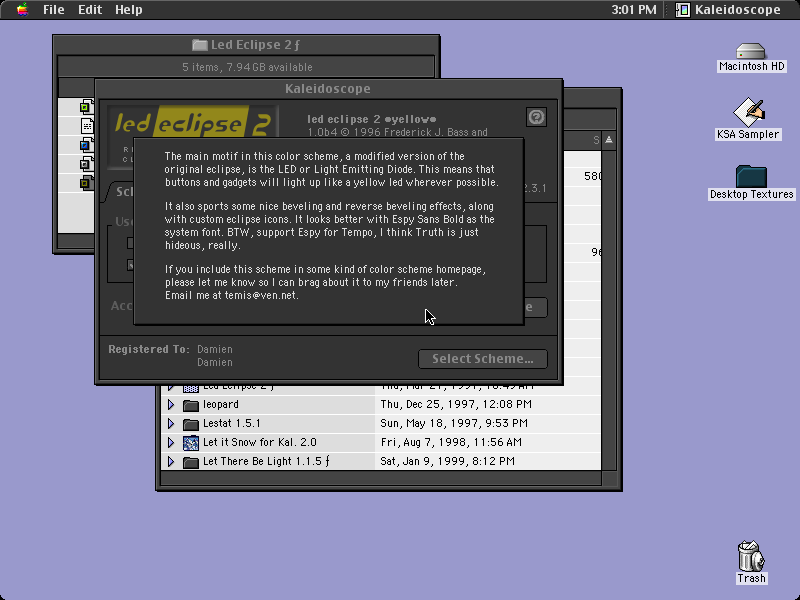 File Edit Help
3:01 PM
Kaleidoscope
Led Eclipse 2 ƒ
5 items, 7.94 GB available
Macintosh HD
KSA Sampler
Desktop Textures
Trash
Kaleidoscope
led eclipse 2
led eclipse 2 •yellow•
1.0b4 © 1996 Frederick J. Bass and
2.3.1
The main motif in this color scheme, a modified version of the
original eclipse, is the LED or Light Emitting Diode. This means that
buttons and gadgets will light up like a yellow led wherever possible.
It also sports some nice beveling and reverse beveling effects, along
with custom eclipse icons. It looks better with Espy Sans Bold as the
system font. BTW, support Espy for Tempo, I think Truth is just
hideous, really.
If you include this scheme in some kind of color scheme homepage,
please let me know so I can brag about it to my friends later.
Email me at temis@ven.net.
Registered To: Damien
Damien
Select Scheme...
S
580
96
Led Eclipse 2 ƒ
leopard Thu, Dec 25, 1997, 12:08 PM
Lestat 1.5.1 Sun, May 18, 1997, 9:53 PM
Let it Snow for Kal. 2.0 Fri, Aug 7, 1998, 11:56 AM
Let There Be Light 1.1.5 ƒ Sat, Jan 9, 1999, 8:12 PM